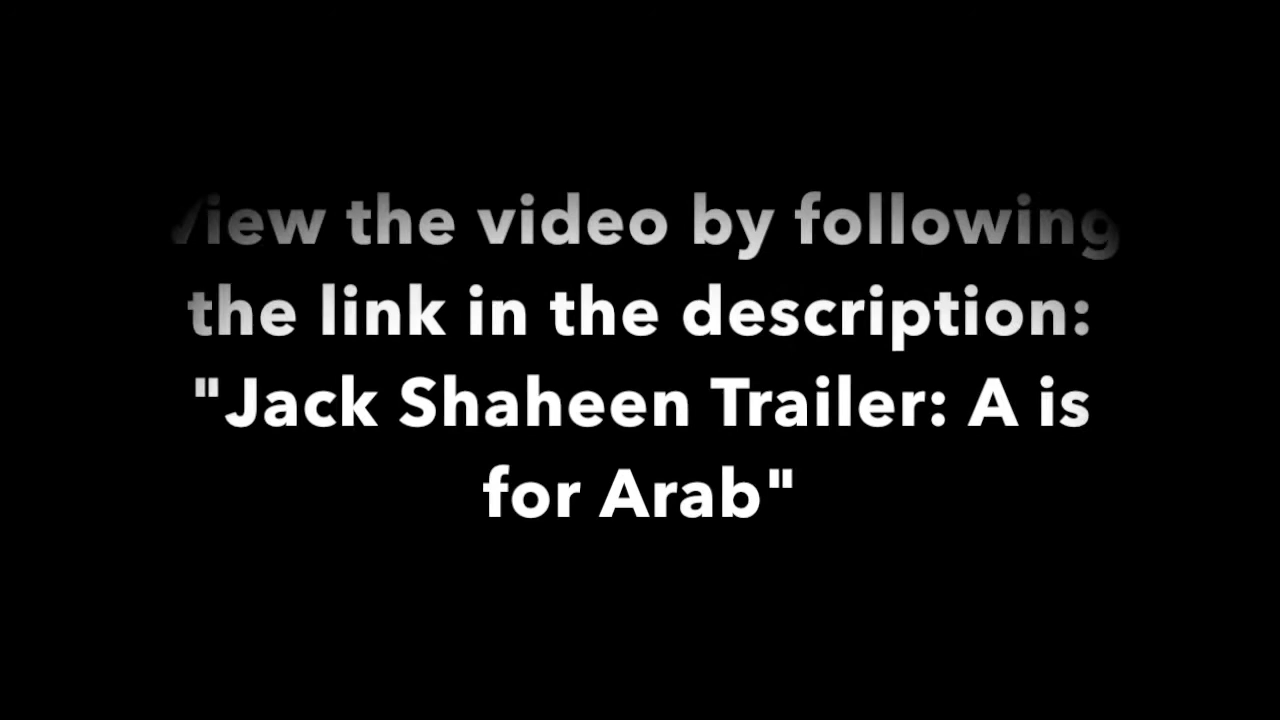 View the video by following
the link in the description:
"Jack Shaheen Trailer: A is
for Arab"